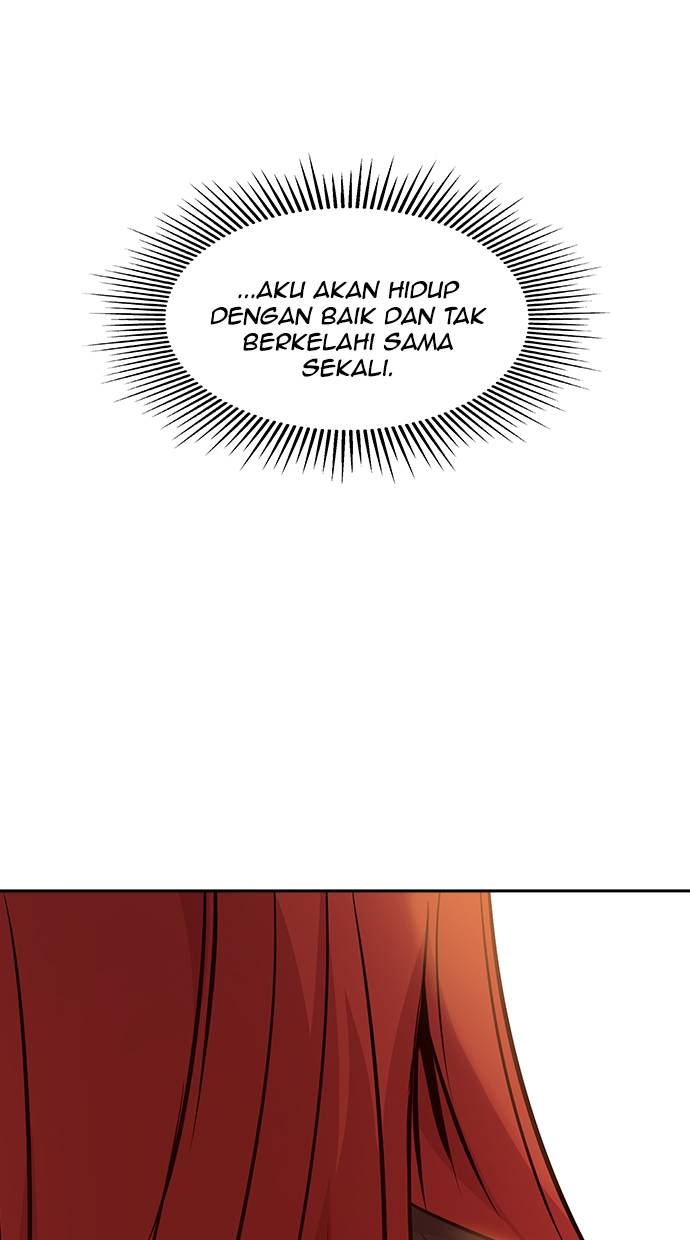 ...AKU AKAN HIDUP
DENGAN BAIK DAN TAK
BERKELAHI SAMA
SEKALI.